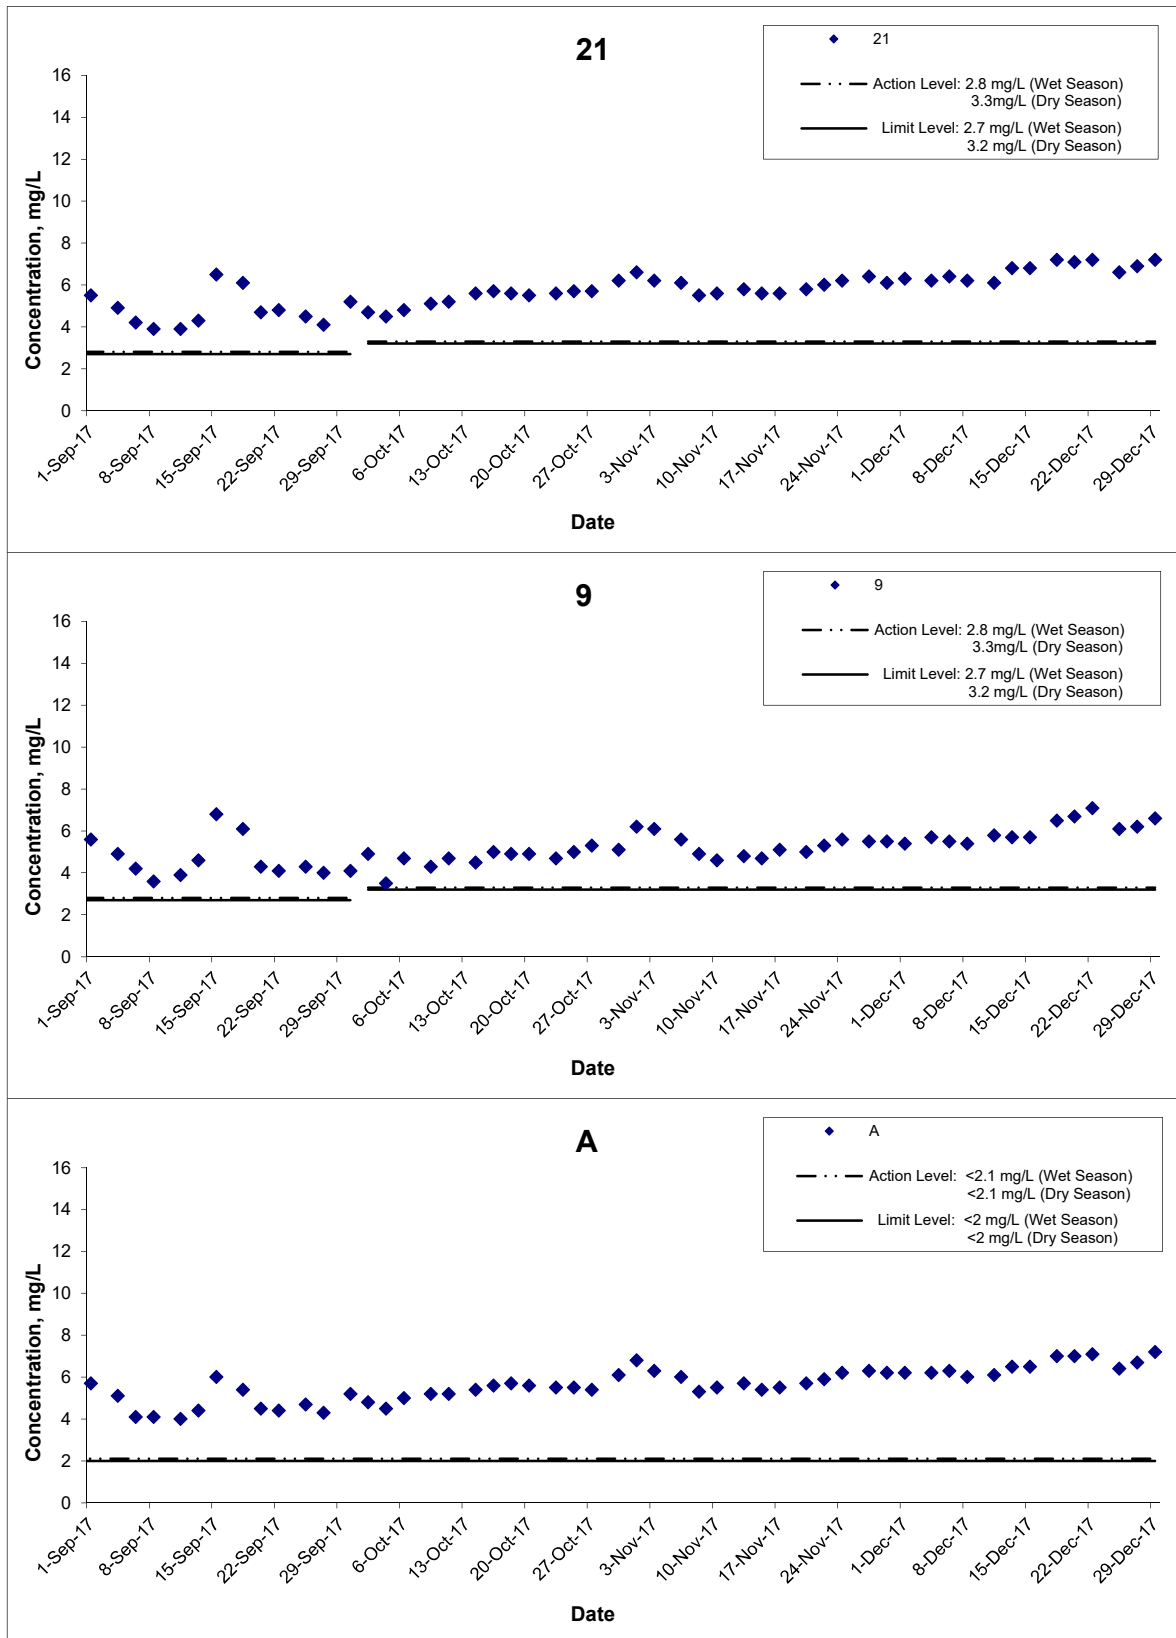 21
21
Action Level: 2.8 mg/L (Wet Season)
3.3mg/L (Dry Season)
Limit Level: 2.7 mg/L (Wet Season)
3.2 mg/L (Dry Season)
Concentration, mg/L
16
14
12
10
8
6
4
2
0
1-Sep-17
8-Sep-17
15-Sep-17
22-Sep-17
29-Sep-17
6-Oct-17
13-Oct-17
20-Oct-17
27-Oct-17
3-Nov-17
10-Nov-17
17-Nov-17
24-Nov-17
1-Dec-17
8-Dec-17
15-Dec-17
22-Dec-17
29-Dec-17
Date
9
9
Action Level: 2.8 mg/L (Wet Season)
3.3mg/L (Dry Season)
Limit Level: 2.7 mg/L (Wet Season)
3.2 mg/L (Dry Season)
Concentration, mg/L
16
14
12
10
8
6
4
2
0
1-Sep-17
8-Sep-17
15-Sep-17
22-Sep-17
29-Sep-17
6-Oct-17
13-Oct-17
20-Oct-17
27-Oct-17
3-Nov-17
10-Nov-17
17-Nov-17
24-Nov-17
1-Dec-17
8-Dec-17
15-Dec-17
22-Dec-17
29-Dec-17
Date
A
A
Action Level: <2.1 mg/L (Wet Season)
<2.1 mg/L (Dry Season)
Limit Level: <2 mg/L (Wet Season)
<2 mg/L (Dry Season)
Concentration, mg/L
16
14
12
10
8
6
4
2
0
1-Sep-17
8-Sep-17
15-Sep-17
22-Sep-17
29-Sep-17
6-Oct-17
13-Oct-17
20-Oct-17
27-Oct-17
3-Nov-17
10-Nov-17
17-Nov-17
24-Nov-17
1-Dec-17
8-Dec-17
15-Dec-17
22-Dec-17
29-Dec-17
Date